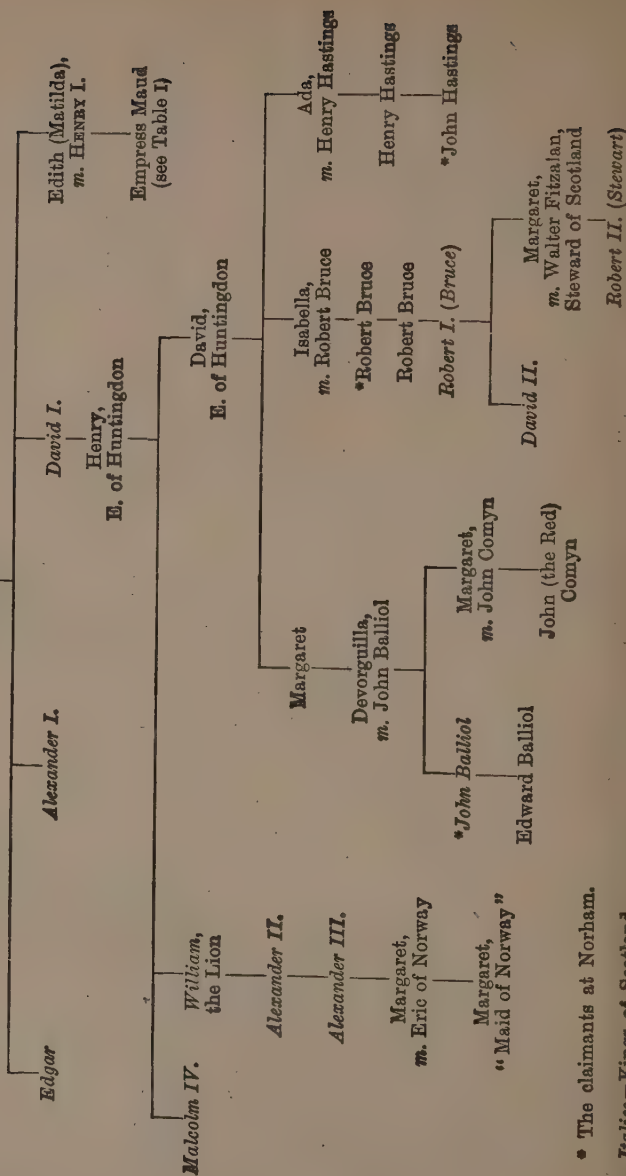 Edgar
Alexander I.
David I.
Edith (Matilda),
m. HENRY I.
Henry,
E. of Huntingdon
Empress Maud
(see Table I)
Malcolm IV.
William,
the Lion
David,
E. of Huntingdon
Alexander II.
Alexander III.
Margaret,
m. Eric of Norway
Margaret,
“ Maid of Norway ”
Margaret
Isabella,
m. Robert Bruce
Ada,
m. Henry Hastings
Devorguilla,
m. John Balliol
*Robert Bruce
Henry Hastings
Robert Bruce
*John Hastings
*John Balliol
Margaret,
m. John Comyn
Robert I. (Bruce)
Edward Balliol
John (the Red)
Comyn
David II.
Margaret,
m. Walter Fitzalan,
Steward of Scotland
Robert II. (Stewart)
* The claimants at Norham.
Italics=Kings of Scotland